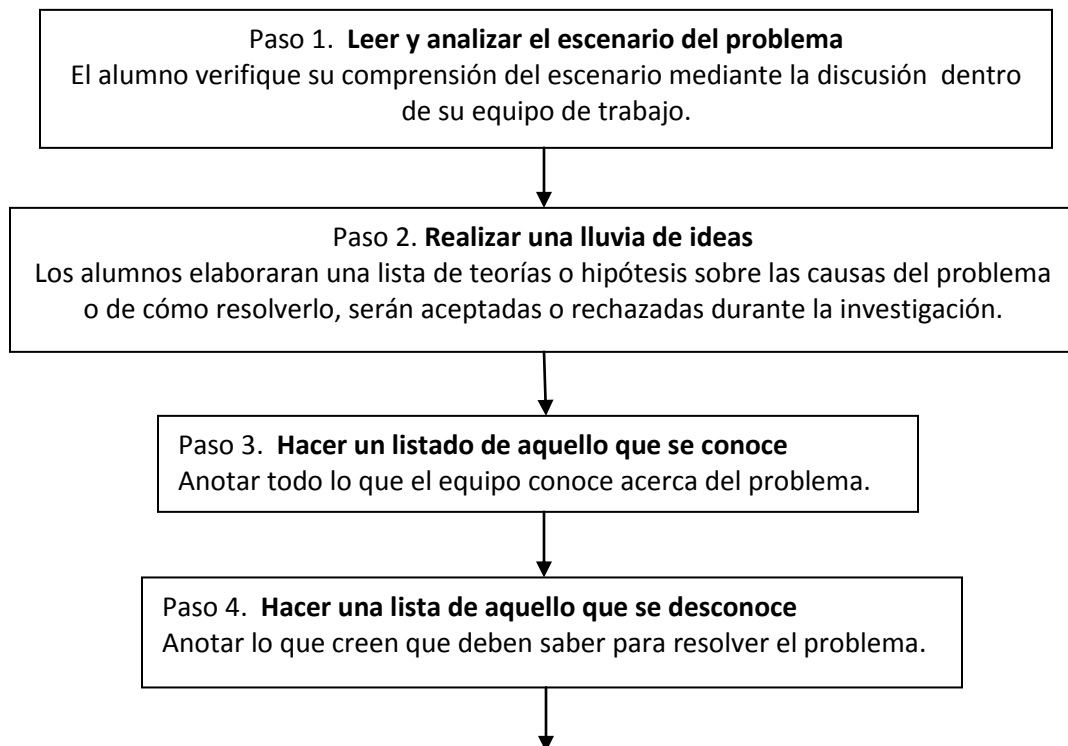 Paso 1.  Leer y analizar el escenario del problema
El alumno verifique su comprensión del escenario mediante la discusión  dentro
de su equipo de trabajo.
Paso 2. Realizar una lluvia de ideas
Los alumnos elaboraran una lista de teorías o hipótesis sobre las causas del problema
o de cómo resolverlo, serán aceptadas o rechazadas durante la investigación.
Paso 3.  Hacer un listado de aquello que se conoce
Anotar todo lo que el equipo conoce acerca del problema.
Paso 4.  Hacer una lista de aquello que se desconoce
Anotar lo que creen que deben saber para resolver el problema.